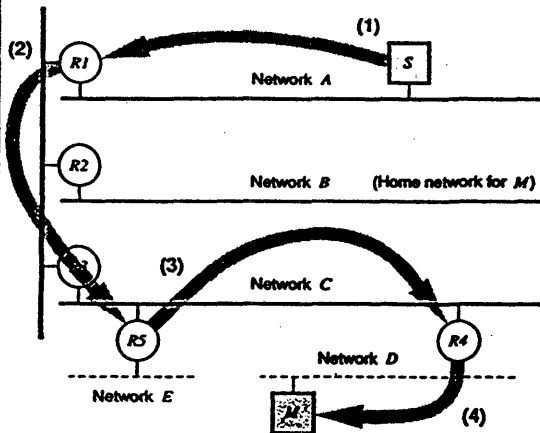 (1)
(2)
R1
S
Network A
R2
Network B (Home network for M)
(3)
Network C
R5
R4
Network D
Network E
M
(4)